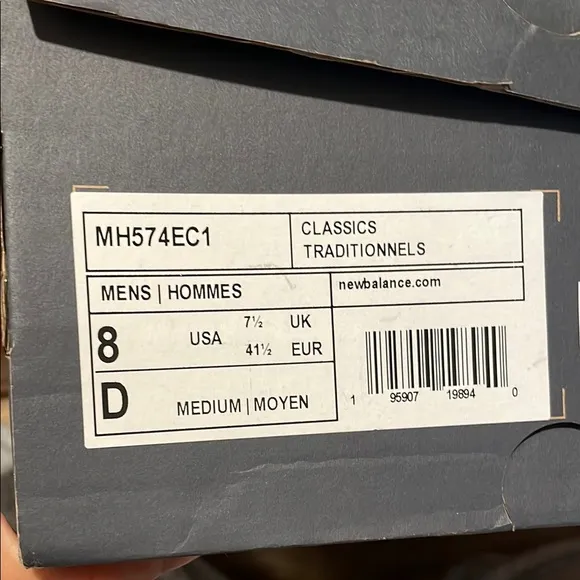 MH574EC1
CLASSICS
TRADITIONNELS
MENS | HOMMES
newbalance.com
8 USA 7½ UK
41½ EUR
D MEDIUM | MOYEN
1 95907 19894 0